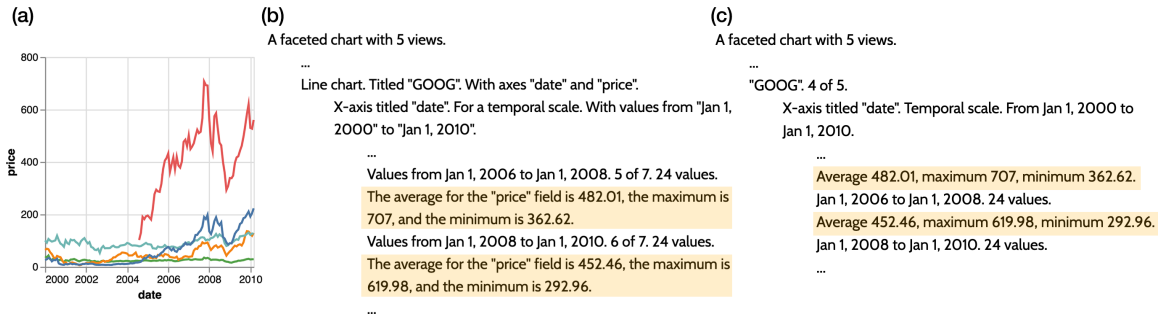 (a)
800
600
400
200
0
price
2000 2002 2004 2006 2008 2010
date
(b)
A faceted chart with 5 views.
...
Line chart. Titled "GOOG". With axes "date" and "price".
X-axis titled "date". For a temporal scale. With values from "Jan 1,
2000" to "Jan 1, 2010".
...
Values from Jan 1, 2006 to Jan 1, 2008. 5 of 7. 24 values.
The average for the "price" field is 482.01, the maximum is
707, and the minimum is 362.62.
Values from Jan 1, 2008 to Jan 1, 2010. 6 of 7. 24 values.
The average for the "price" field is 452.46, the maximum is
619.98, and the minimum is 292.96.
...
(c)
A faceted chart with 5 views.
...
"GOOG". 4 of 5.
X-axis titled "date". Temporal scale. From Jan 1, 2000 to
Jan 1, 2010.
...
Average 482.01, maximum 707, minimum 362.62.
Jan 1, 2006 to Jan 1, 2008. 24 values.
Average 452.46, maximum 619.98, minimum 292.96.
Jan 1, 2008 to Jan 1, 2010. 24 values.
...